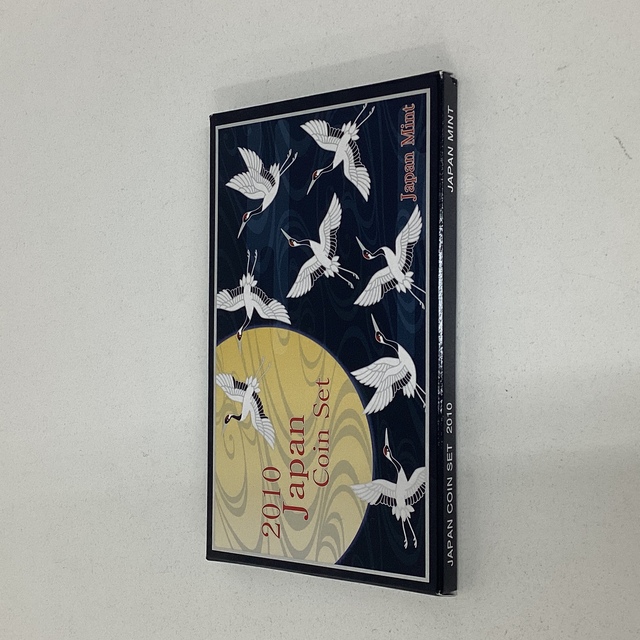 2010
Japan
Coin Set
Japan Mint
JAPAN COIN SET 2010
JAPAN MINT